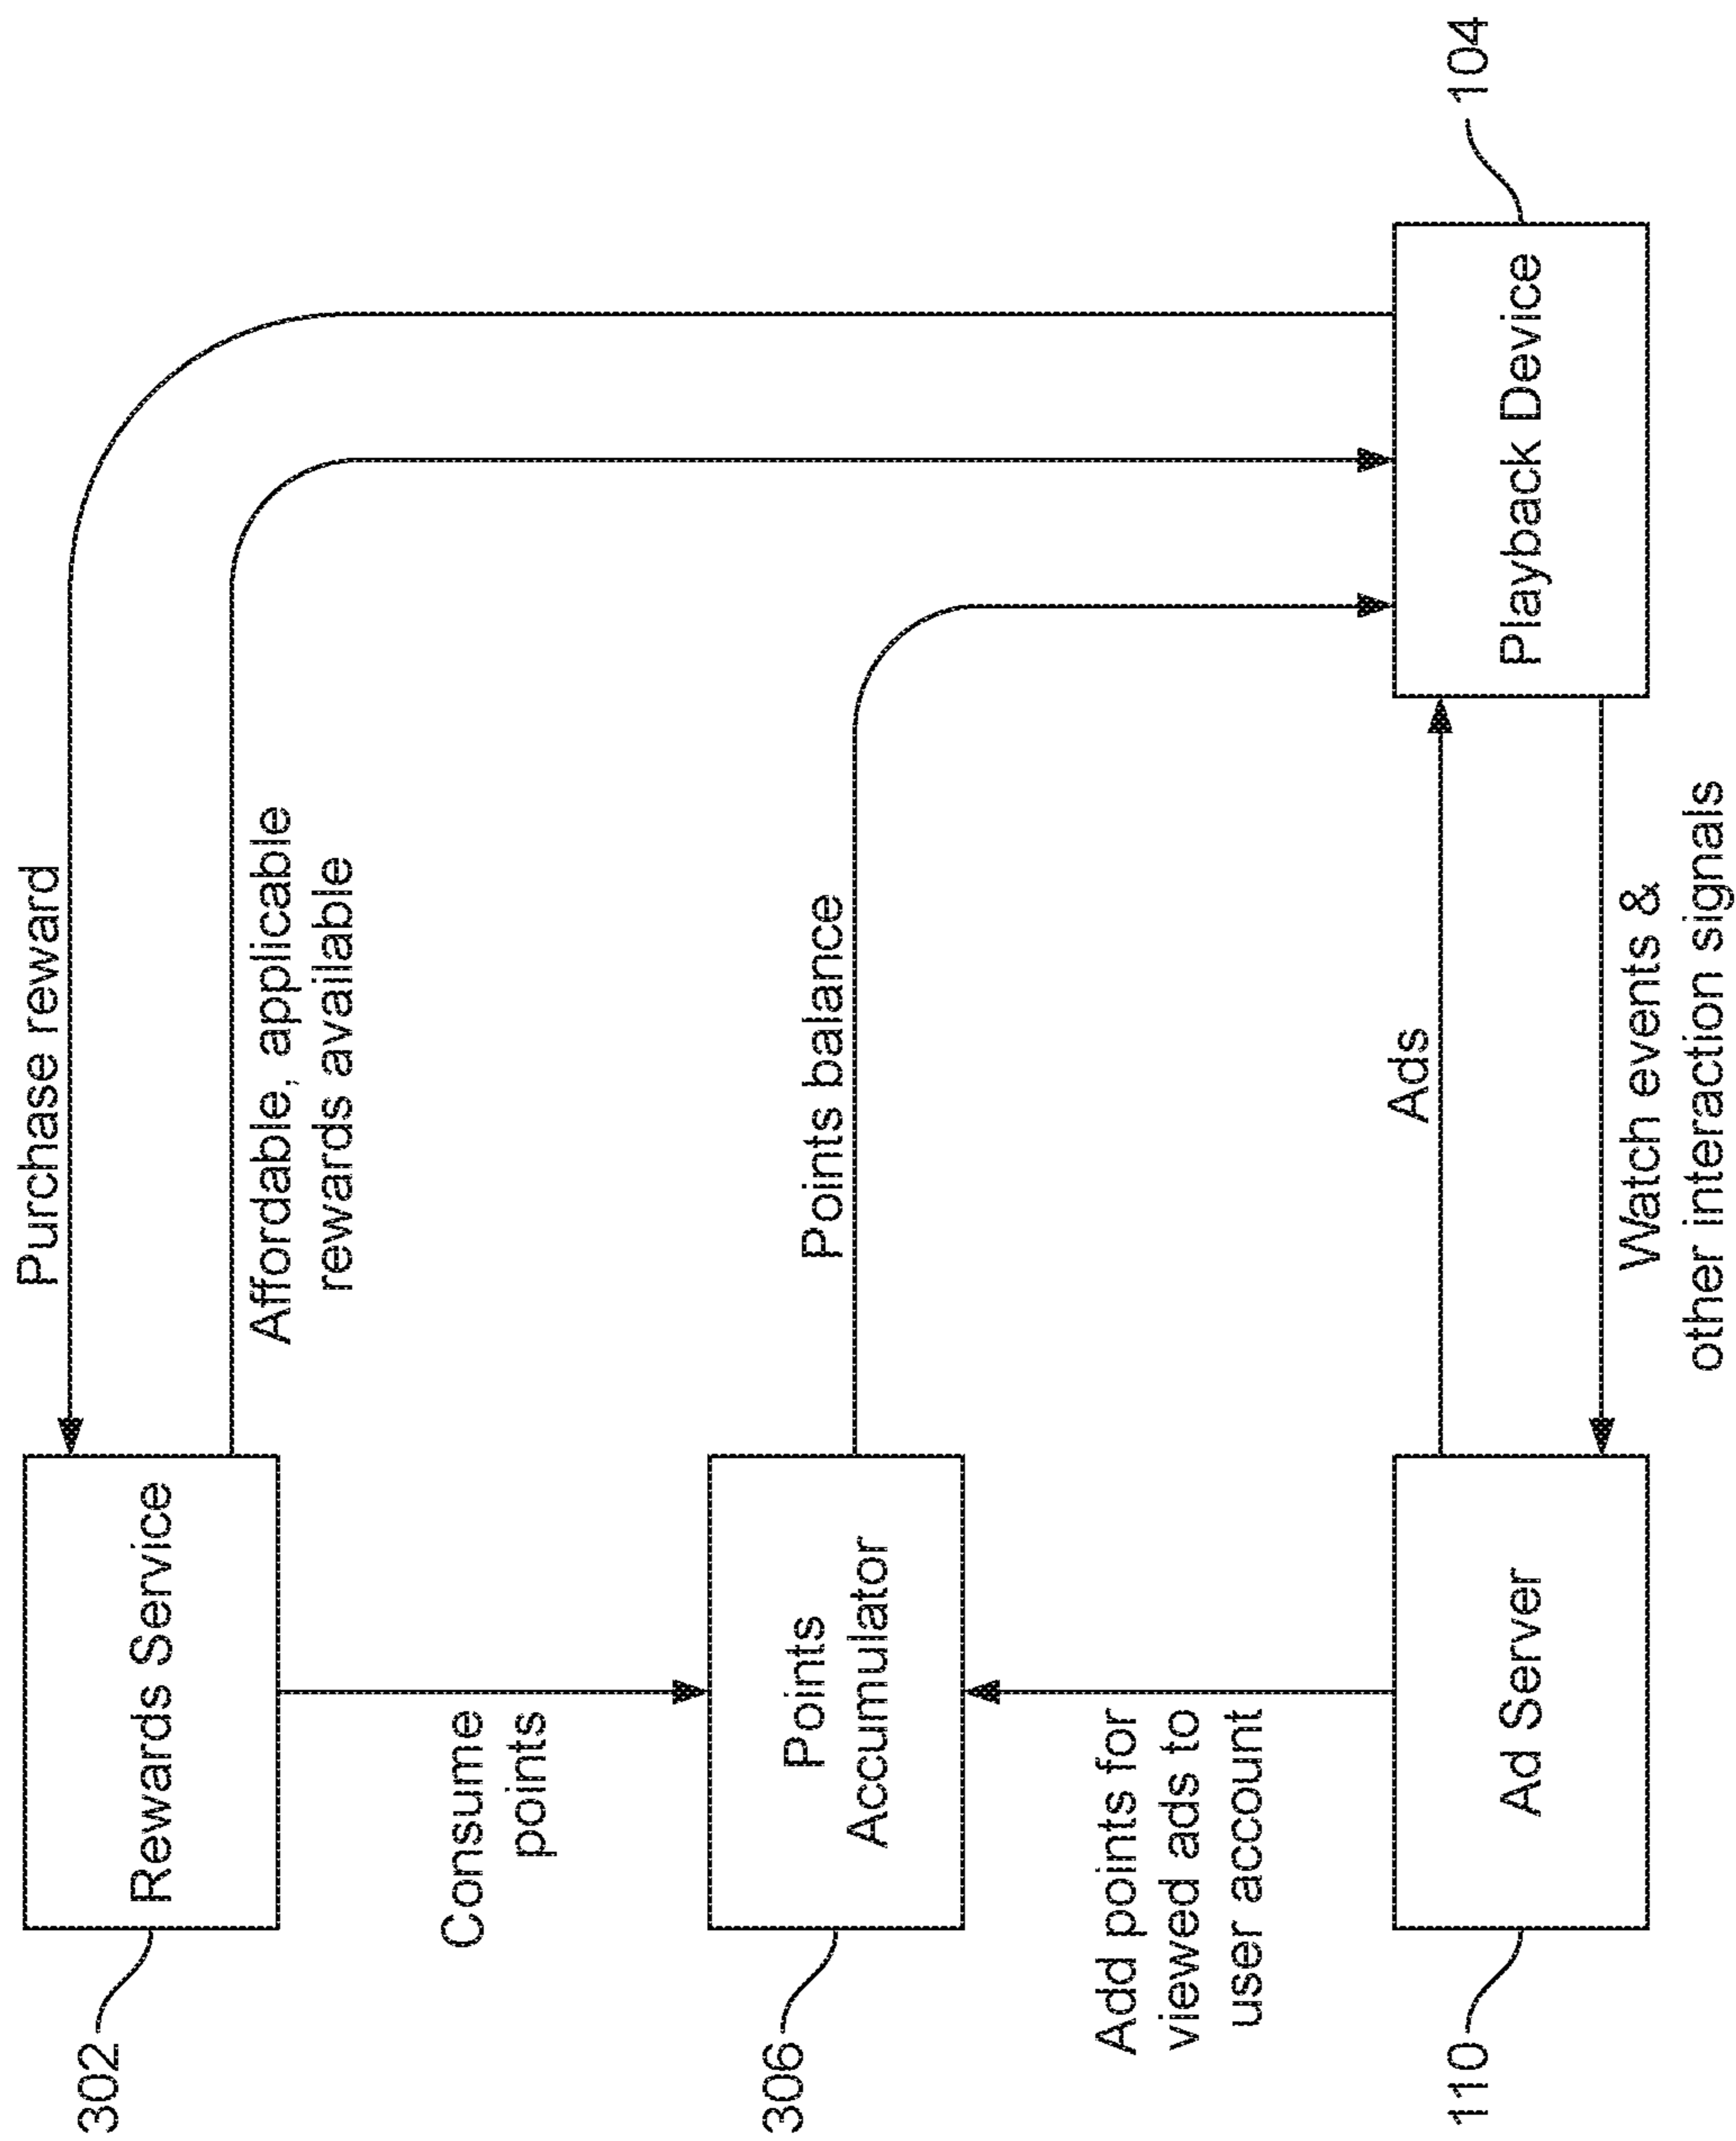 Purchase reward
302
Rewards Service
Affordable, applicable
rewards available
Consume
points
306
Points
Accumulator
Points balance
Add points for
viewed ads to
user account
110
Ad Server
Ads
Playback Device
104
Watch events &
other interaction signals